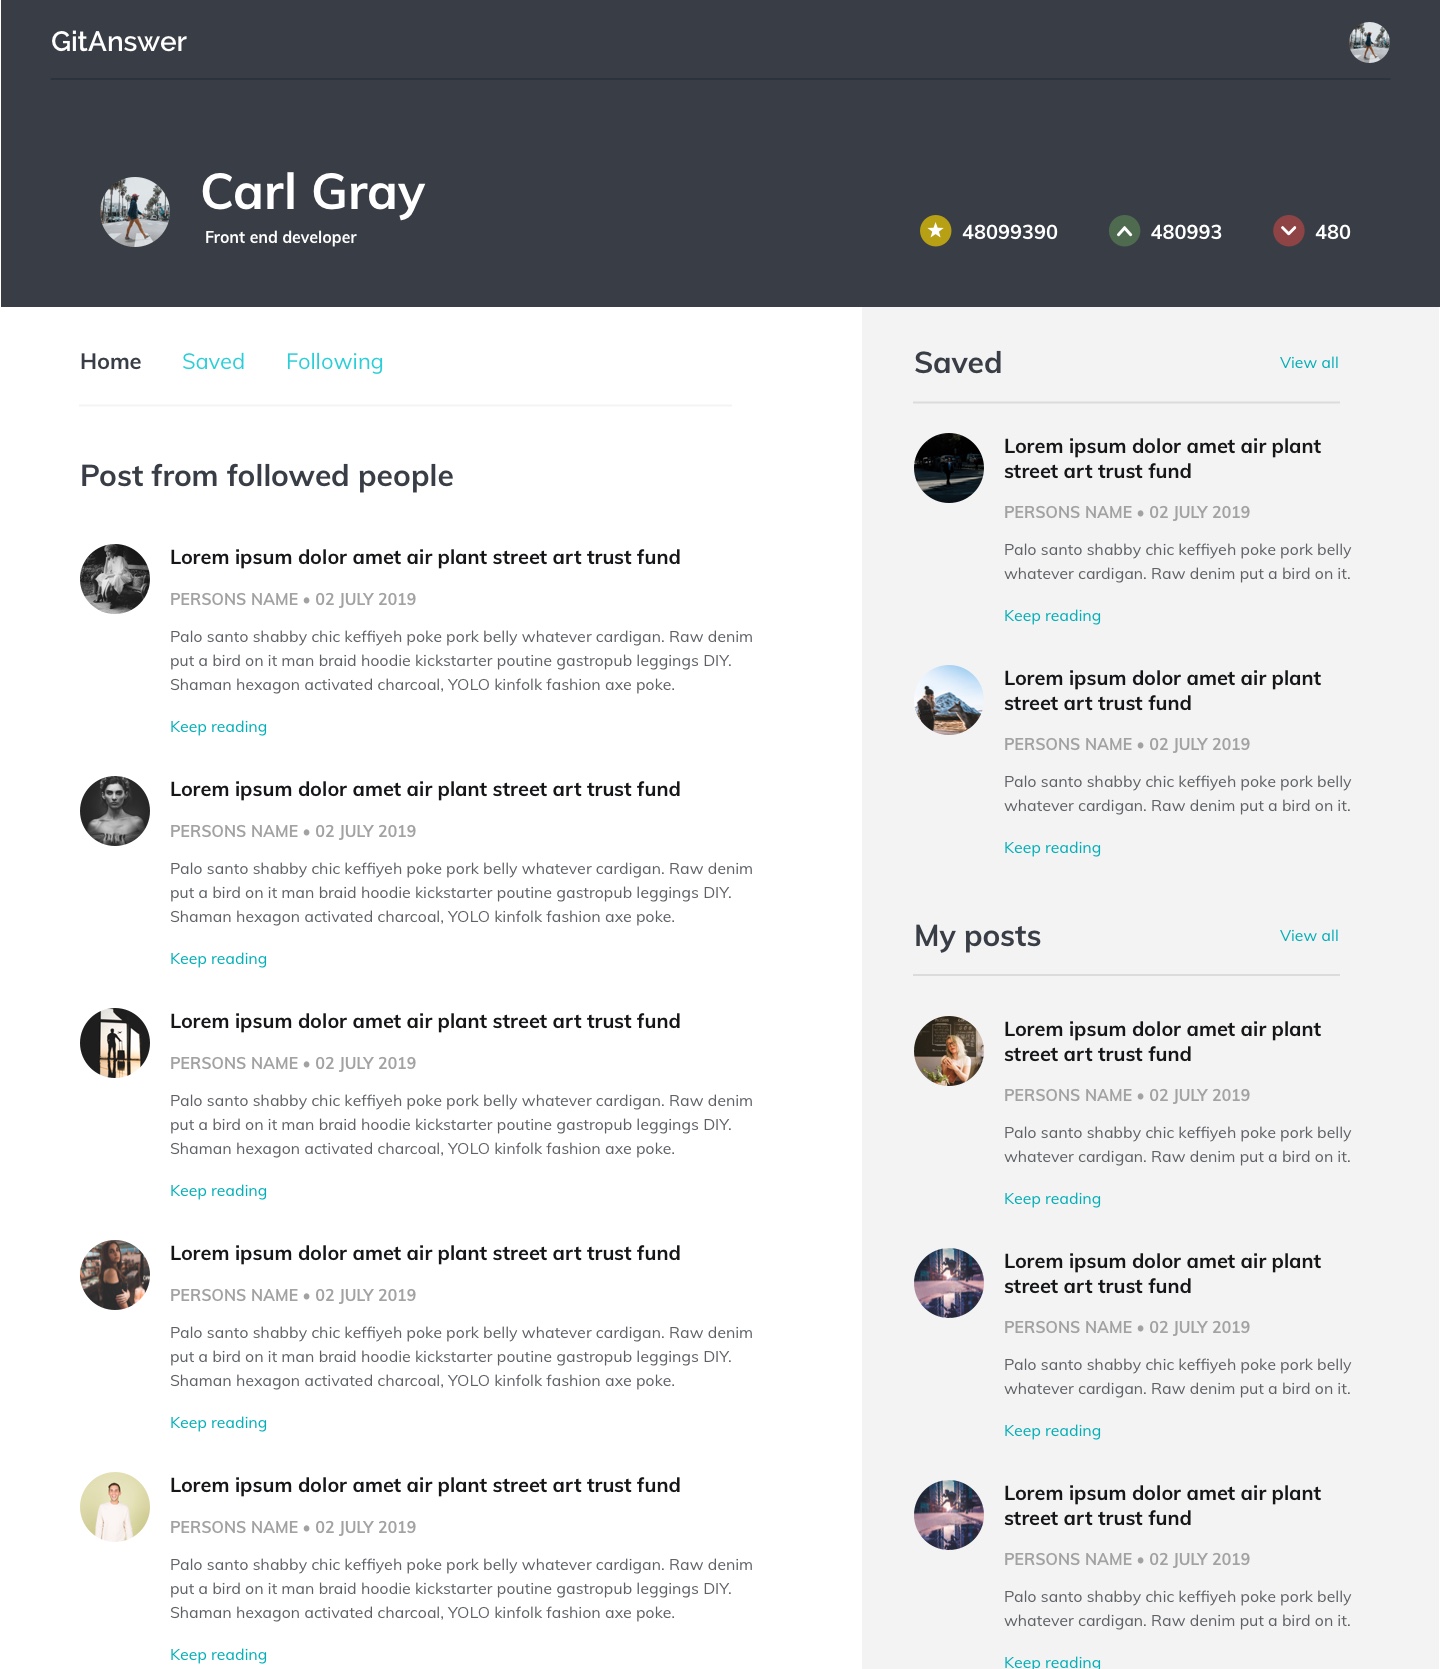 GitAnswer
Carl Gray
Front end developer
48099390
480993
480
Home Saved Following
Post from followed people
Lorem ipsum dolor amet air plant street art trust fund
PERSONS NAME • 02 JULY 2019
Palo santo shabby chic keffiyeh poke pork belly whatever cardigan. Raw denim
put a bird on it man braid hoodie kickstarter poutine gastropub leggings DIY.
Shaman hexagon activated charcoal, YOLO kinfolk fashion axe poke.
Keep reading
Lorem ipsum dolor amet air plant street art trust fund
PERSONS NAME • 02 JULY 2019
Palo santo shabby chic keffiyeh poke pork belly whatever cardigan. Raw denim
put a bird on it man braid hoodie kickstarter poutine gastropub leggings DIY.
Shaman hexagon activated charcoal, YOLO kinfolk fashion axe poke.
Keep reading
Lorem ipsum dolor amet air plant street art trust fund
PERSONS NAME • 02 JULY 2019
Palo santo shabby chic keffiyeh poke pork belly whatever cardigan. Raw denim
put a bird on it man braid hoodie kickstarter poutine gastropub leggings DIY.
Shaman hexagon activated charcoal, YOLO kinfolk fashion axe poke.
Keep reading
Lorem ipsum dolor amet air plant street art trust fund
PERSONS NAME • 02 JULY 2019
Palo santo shabby chic keffiyeh poke pork belly whatever cardigan. Raw denim
put a bird on it man braid hoodie kickstarter poutine gastropub leggings DIY.
Shaman hexagon activated charcoal, YOLO kinfolk fashion axe poke.
Keep reading
Lorem ipsum dolor amet air plant street art trust fund
PERSONS NAME • 02 JULY 2019
Palo santo shabby chic keffiyeh poke pork belly whatever cardigan. Raw denim
put a bird on it man braid hoodie kickstarter poutine gastropub leggings DIY.
Shaman hexagon activated charcoal, YOLO kinfolk fashion axe poke.
Keep reading
Saved
View all
Lorem ipsum dolor amet air plant
street art trust fund
PERSONS NAME • 02 JULY 2019
Palo santo shabby chic keffiyeh poke pork belly
whatever cardigan. Raw denim put a bird on it.
Keep reading
Lorem ipsum dolor amet air plant
street art trust fund
PERSONS NAME • 02 JULY 2019
Palo santo shabby chic keffiyeh poke pork belly
whatever cardigan. Raw denim put a bird on it.
Keep reading
My posts
View all
Lorem ipsum dolor amet air plant
street art trust fund
PERSONS NAME • 02 JULY 2019
Palo santo shabby chic keffiyeh poke pork belly
whatever cardigan. Raw denim put a bird on it.
Keep reading
Lorem ipsum dolor amet air plant
street art trust fund
PERSONS NAME • 02 JULY 2019
Palo santo shabby chic keffiyeh poke pork belly
whatever cardigan. Raw denim put a bird on it.
Keep reading
Lorem ipsum dolor amet air plant
street art trust fund
PERSONS NAME • 02 JULY 2019
Palo santo shabby chic keffiyeh poke pork belly
whatever cardigan. Raw denim put a bird on it.
Keep reading